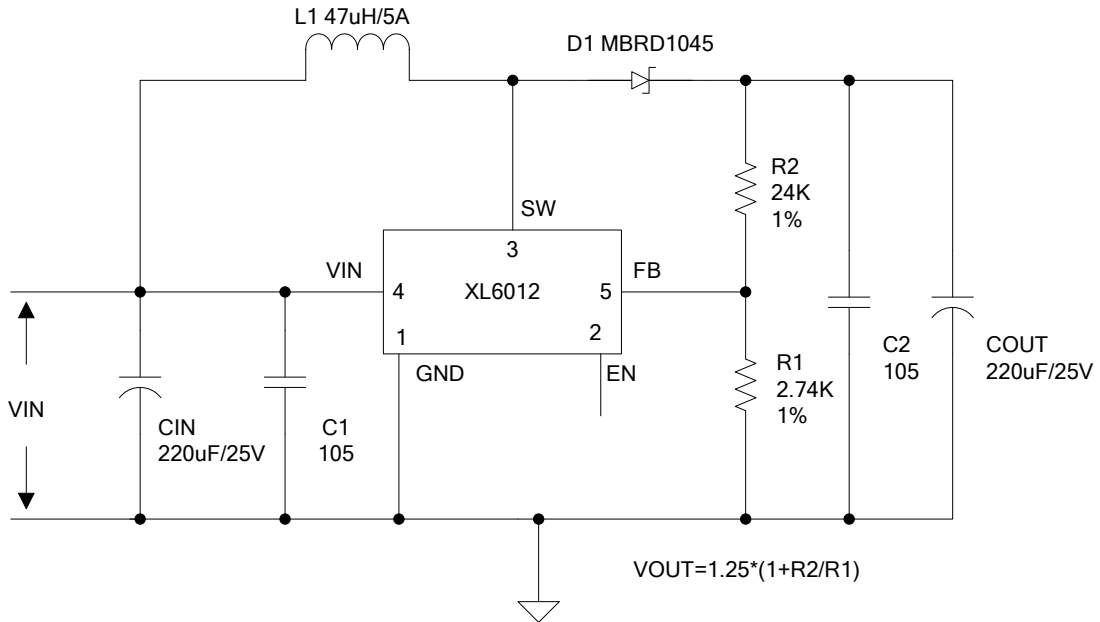 L1 47uH/5A
D1 MBRD1045
R2
24K
1%
SW
3
VIN
FB
4
XL6012
5
1
2
GND
EN
R1
2.74K
1%
C2
105
COUT
220uF/25V
VIN
CIN
220uF/25V
C1
105
VOUT=1.25*(1+R2/R1)